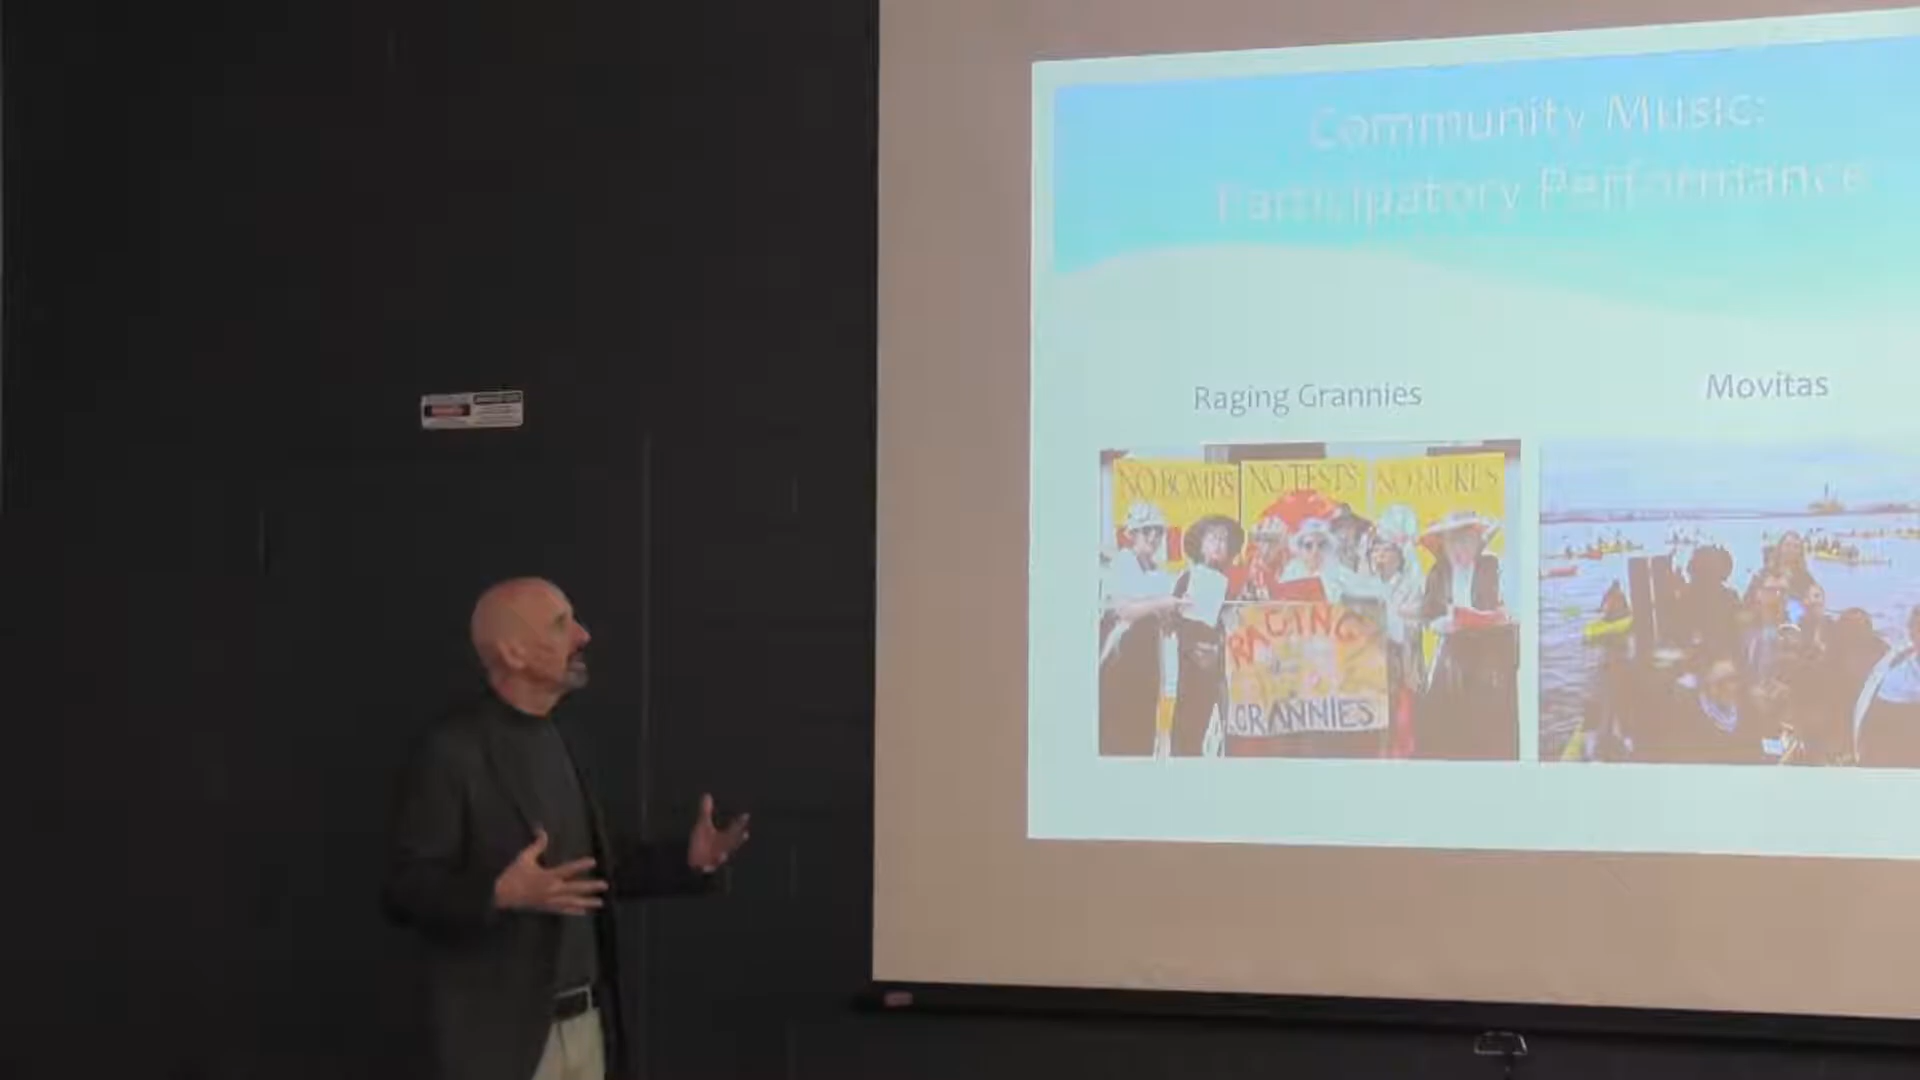 Community Music:
Participatory Performance
Raging Grannies
Movitas
NO BOMBS
NO TESTS
NO NUKES
RAGING
GRANNIES